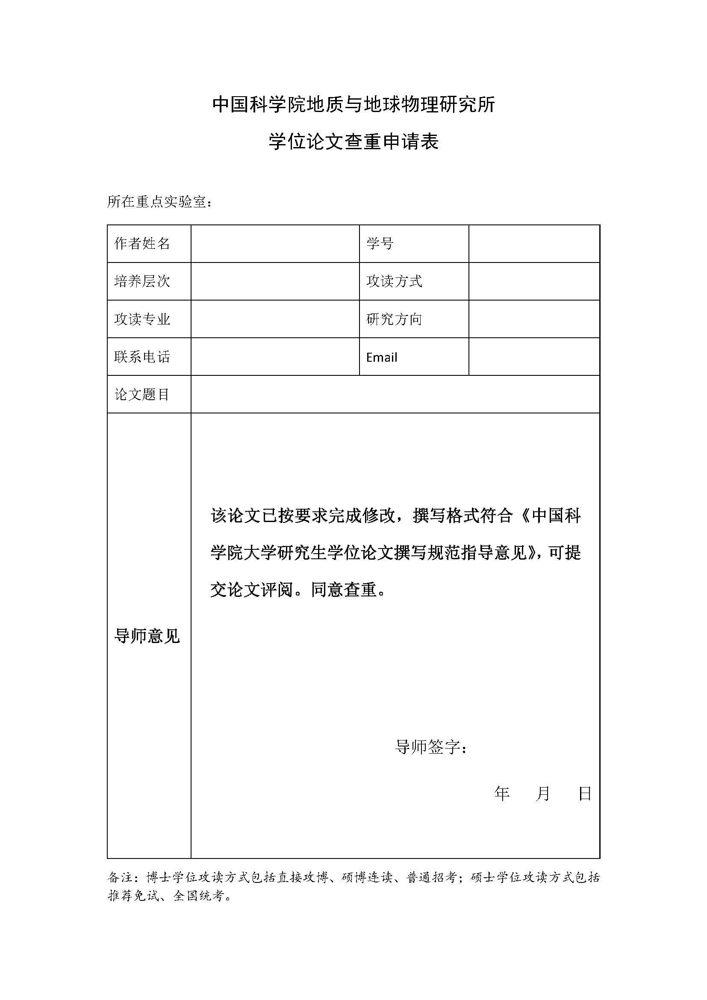 中国科学院地质与地球物理研究所
学位论文查重申请表
所在重点实验室：
作者姓名 学号
培养层次 攻读方式
攻读专业 研究方向
联系电话 Email
论文题目
该论文已按要求完成修改，撰写格式符合《中国科
学院大学研究生学位论文撰写规范指导意见》，可提
交论文评阅。同意查重。
导师意见
导师签字：
年 月 日
备注：博士学位攻读方式包括直接攻博、硕博连读、普通招考；硕士学位攻读方式包括
推荐免试、全国统考。